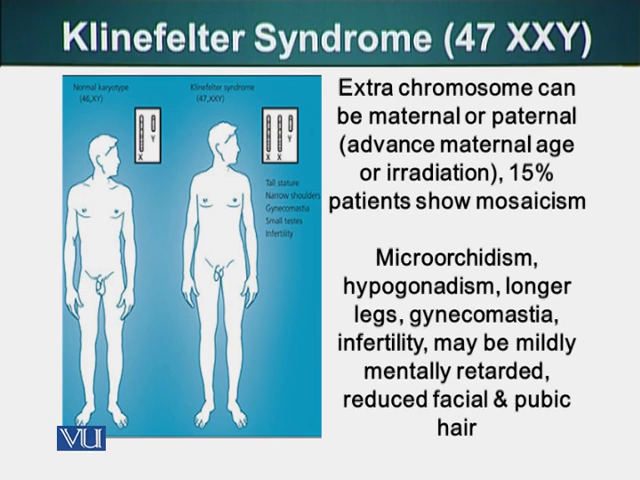 Klinefelter Syndrome (47 XXY)
Normal karyotype
(46,XY)
X
Y
Klinefelter syndrome
(47,XXY)
X
Y
Tall stature
Narrow shoulders
Gynecomastia
Small testes
Infertility
Extra chromosome can
be maternal or paternal
(advance maternal age
or irradiation), 15%
patients show mosaicism
Microorchidism,
hypogonadism, longer
legs, gynecomastia,
infertility, may be mildly
mentally retarded,
reduced facial & pubic
hair
VU